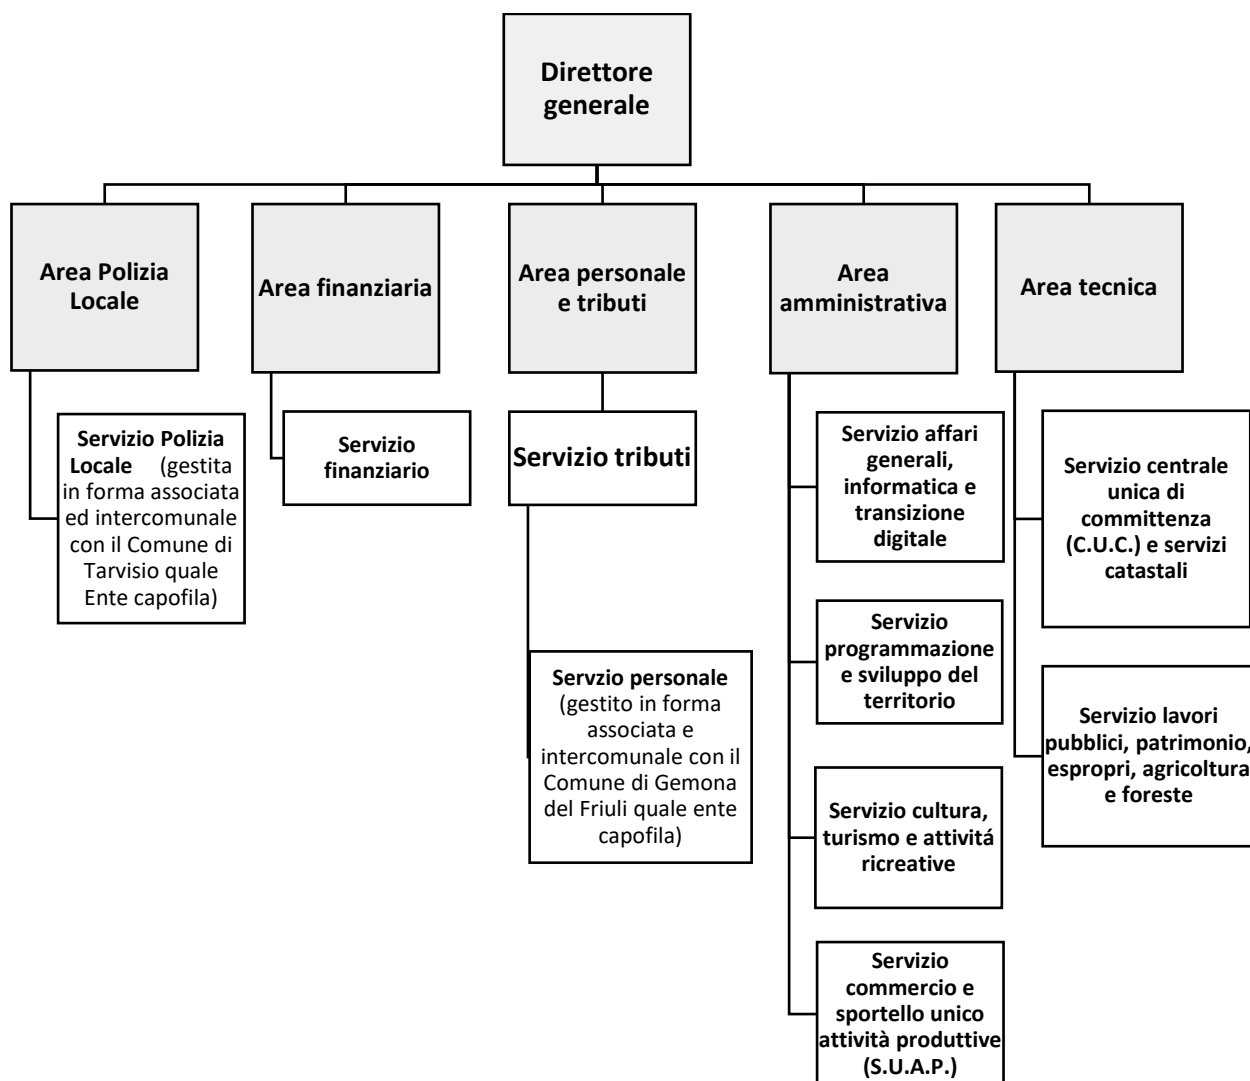 Direttore
generale
Area Polizia
Locale
Area finanziaria
Area personale
e tributi
Area
amministrativa
Area tecnica
Servizio Polizia
Locale (gestita
in forma associata
ed intercomunale
con il Comune di
Tarvisio quale
Ente capofila)
Servizio
finanziario
Servizio tributi
Servzio personale
(gestito in forma
associata e
intercomunale con il
Comune di Gemona
del Friuli quale ente
capofila)
Servizio affari
generali,
informatica e
transizione
digitale
Servizio
programmazione
e sviluppo del
territorio
Servizio cultura,
turismo e attivitá
ricreative
Servizio
commercio e
sportello unico
attività produttive
(S.U.A.P.)
Servizio centrale
unica di
committenza
(C.U.C.) e servizi
catastali
Servizio lavori
pubblici, patrimonio,
espropri, agricoltura
e foreste